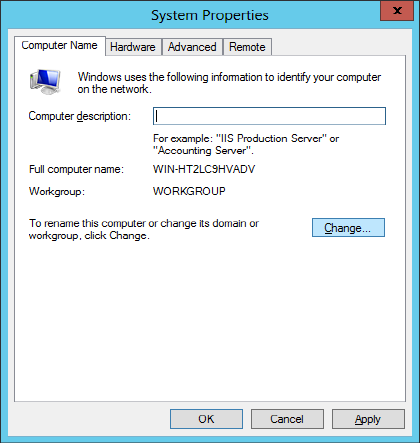 System Properties
Computer Name
Hardware
Advanced
Remote
Windows uses the following information to identify your computer
on the network.
Computer description:
For example: "IIS Production Server" or
"Accounting Server".
Full computer name: WIN-HT2LC9HVADV
Workgroup: WORKGROUP
To rename this computer or change its domain or
workgroup, click Change.
Change...
OK
Cancel
Apply